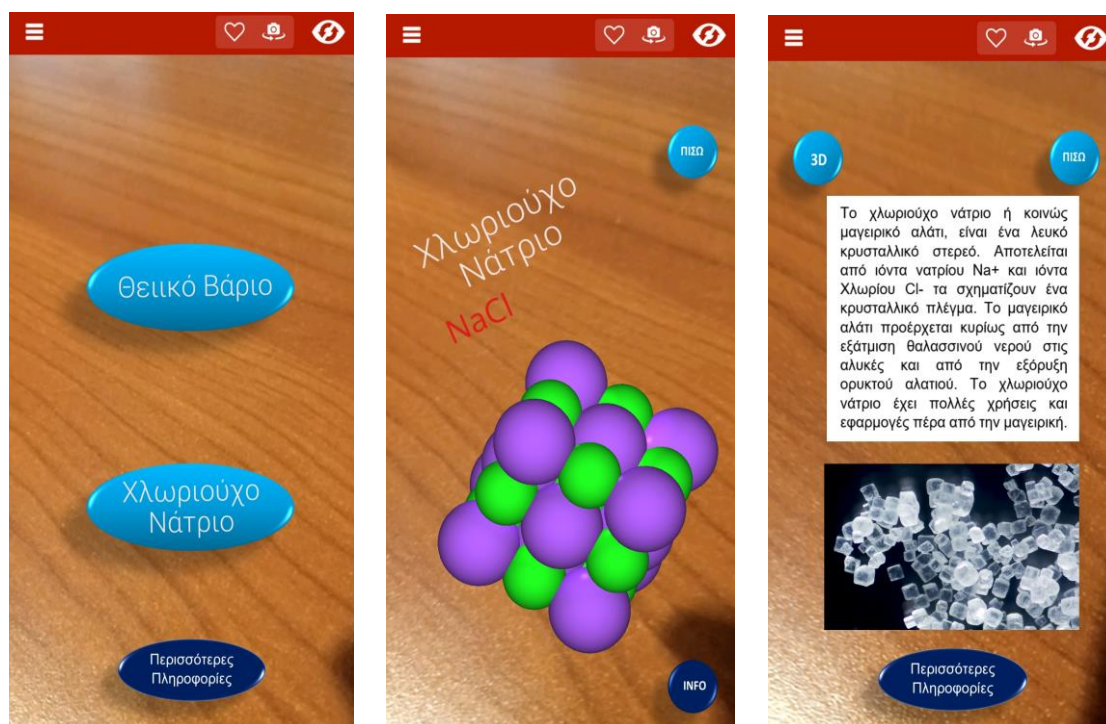 Θειικό Βάριο
Χλωριούχο
Νάτριο
Περισσότερες
Πληροφορίες
ΠΙΣΩ
Χλωριούχο
Νάτριο
NaCl
INFO
3D
ΠΙΣΩ
Το χλωριούχο νάτριο ή κοινώς
μαγειρικό αλάτι, είναι ένα λευκό
κρυσταλλικό στερεό. Αποτελείται
από ιόντα νατρίου Na+ και ιόντα
Χλωρίου Cl- τα σχηματίζουν ένα
κρυσταλλικό πλέγμα. Το μαγειρικό
αλάτι προέρχεται κυρίως από την
εξάτμιση θαλασσινού νερού στις
αλυκές και από την εξόρυξη
ορυκτού αλατιού. Το χλωριούχο
νάτριο έχει πολλές χρήσεις και
εφαρμογές πέρα από την μαγειρική.
Περισσότερες
Πληροφορίες